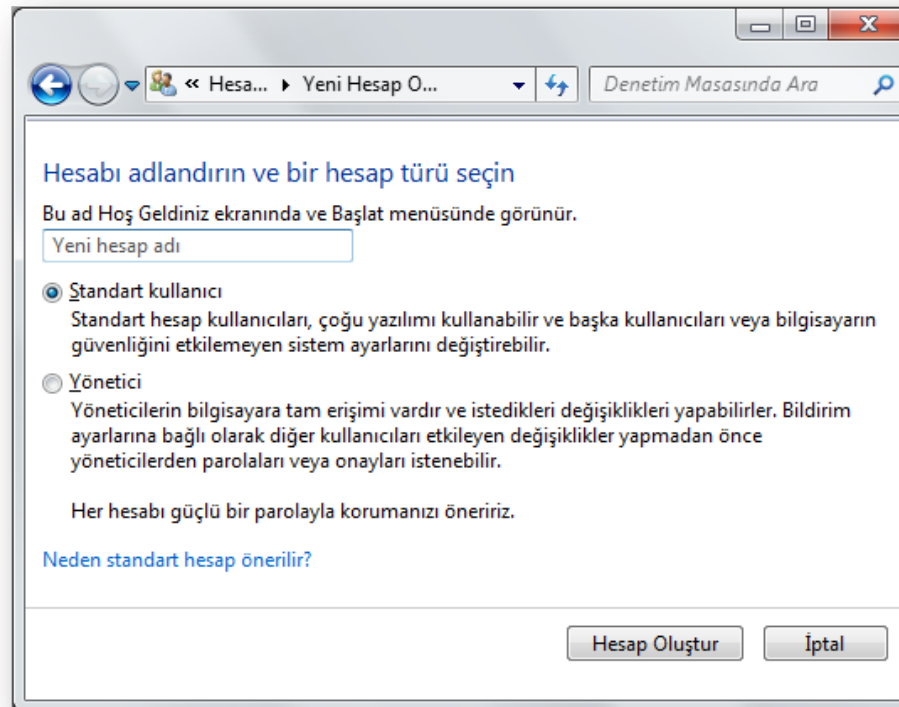 « Hesa... ▸ Yeni Hesap O...
Denetim Masasında Ara
Hesabı adlandırın ve bir hesap türü seçin
Bu ad Hoş Geldiniz ekranında ve Başlat menüsünde görünür.
Yeni hesap adı
Standart kullanıcı
Standart hesap kullanıcıları, çoğu yazılımı kullanabilir ve başka kullanıcıları veya bilgisayarın
güvenliğini etkilemeyen sistem ayarlarını değiştirebilir.
Yönetici
Yöneticilerin bilgisayara tam erişimi vardır ve istedikleri değişiklikleri yapabilirler. Bildirim
ayarlarına bağlı olarak diğer kullanıcıları etkileyen değişiklikler yapmadan önce
yöneticilerden parolaları veya onayları istenebilir.
Her hesabı güçlü bir parolayla korumanızı öneririz.
Neden standart hesap önerilir?
Hesap Oluştur
İptal